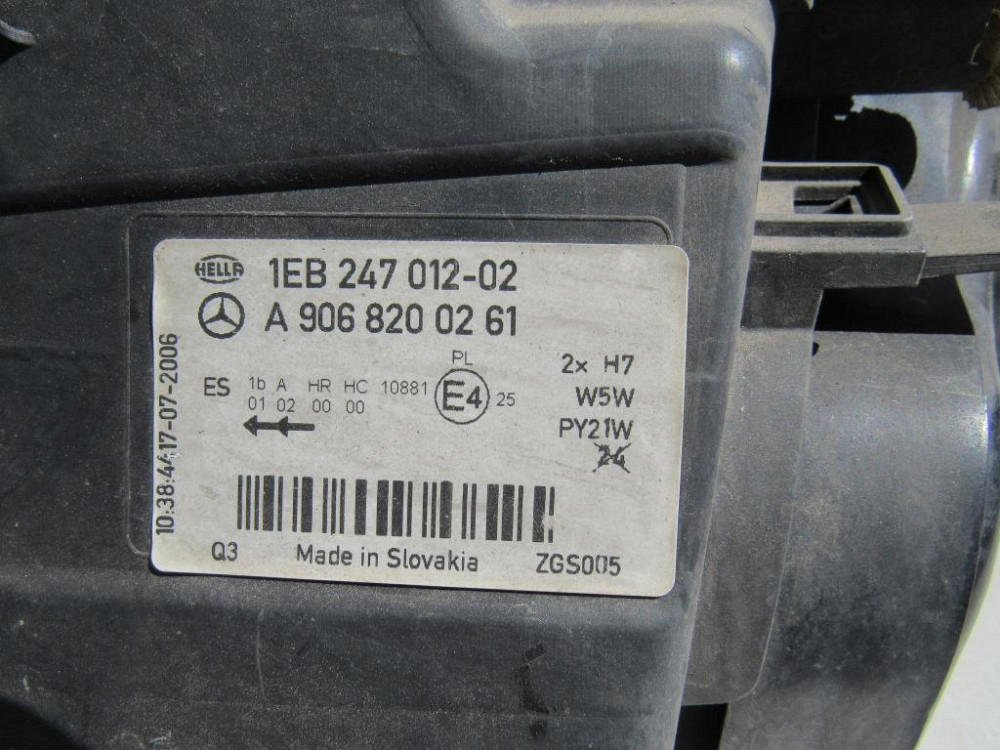 HELLA 1EB 247 012-02
A 906 820 02 61
PL
2x H7
ES 1b A HR HC 10881 E4 25
01 02 00 00
W5W
PY21W
24
10:38:44 17-07-2006
Q3 Made in Slovakia ZGS005